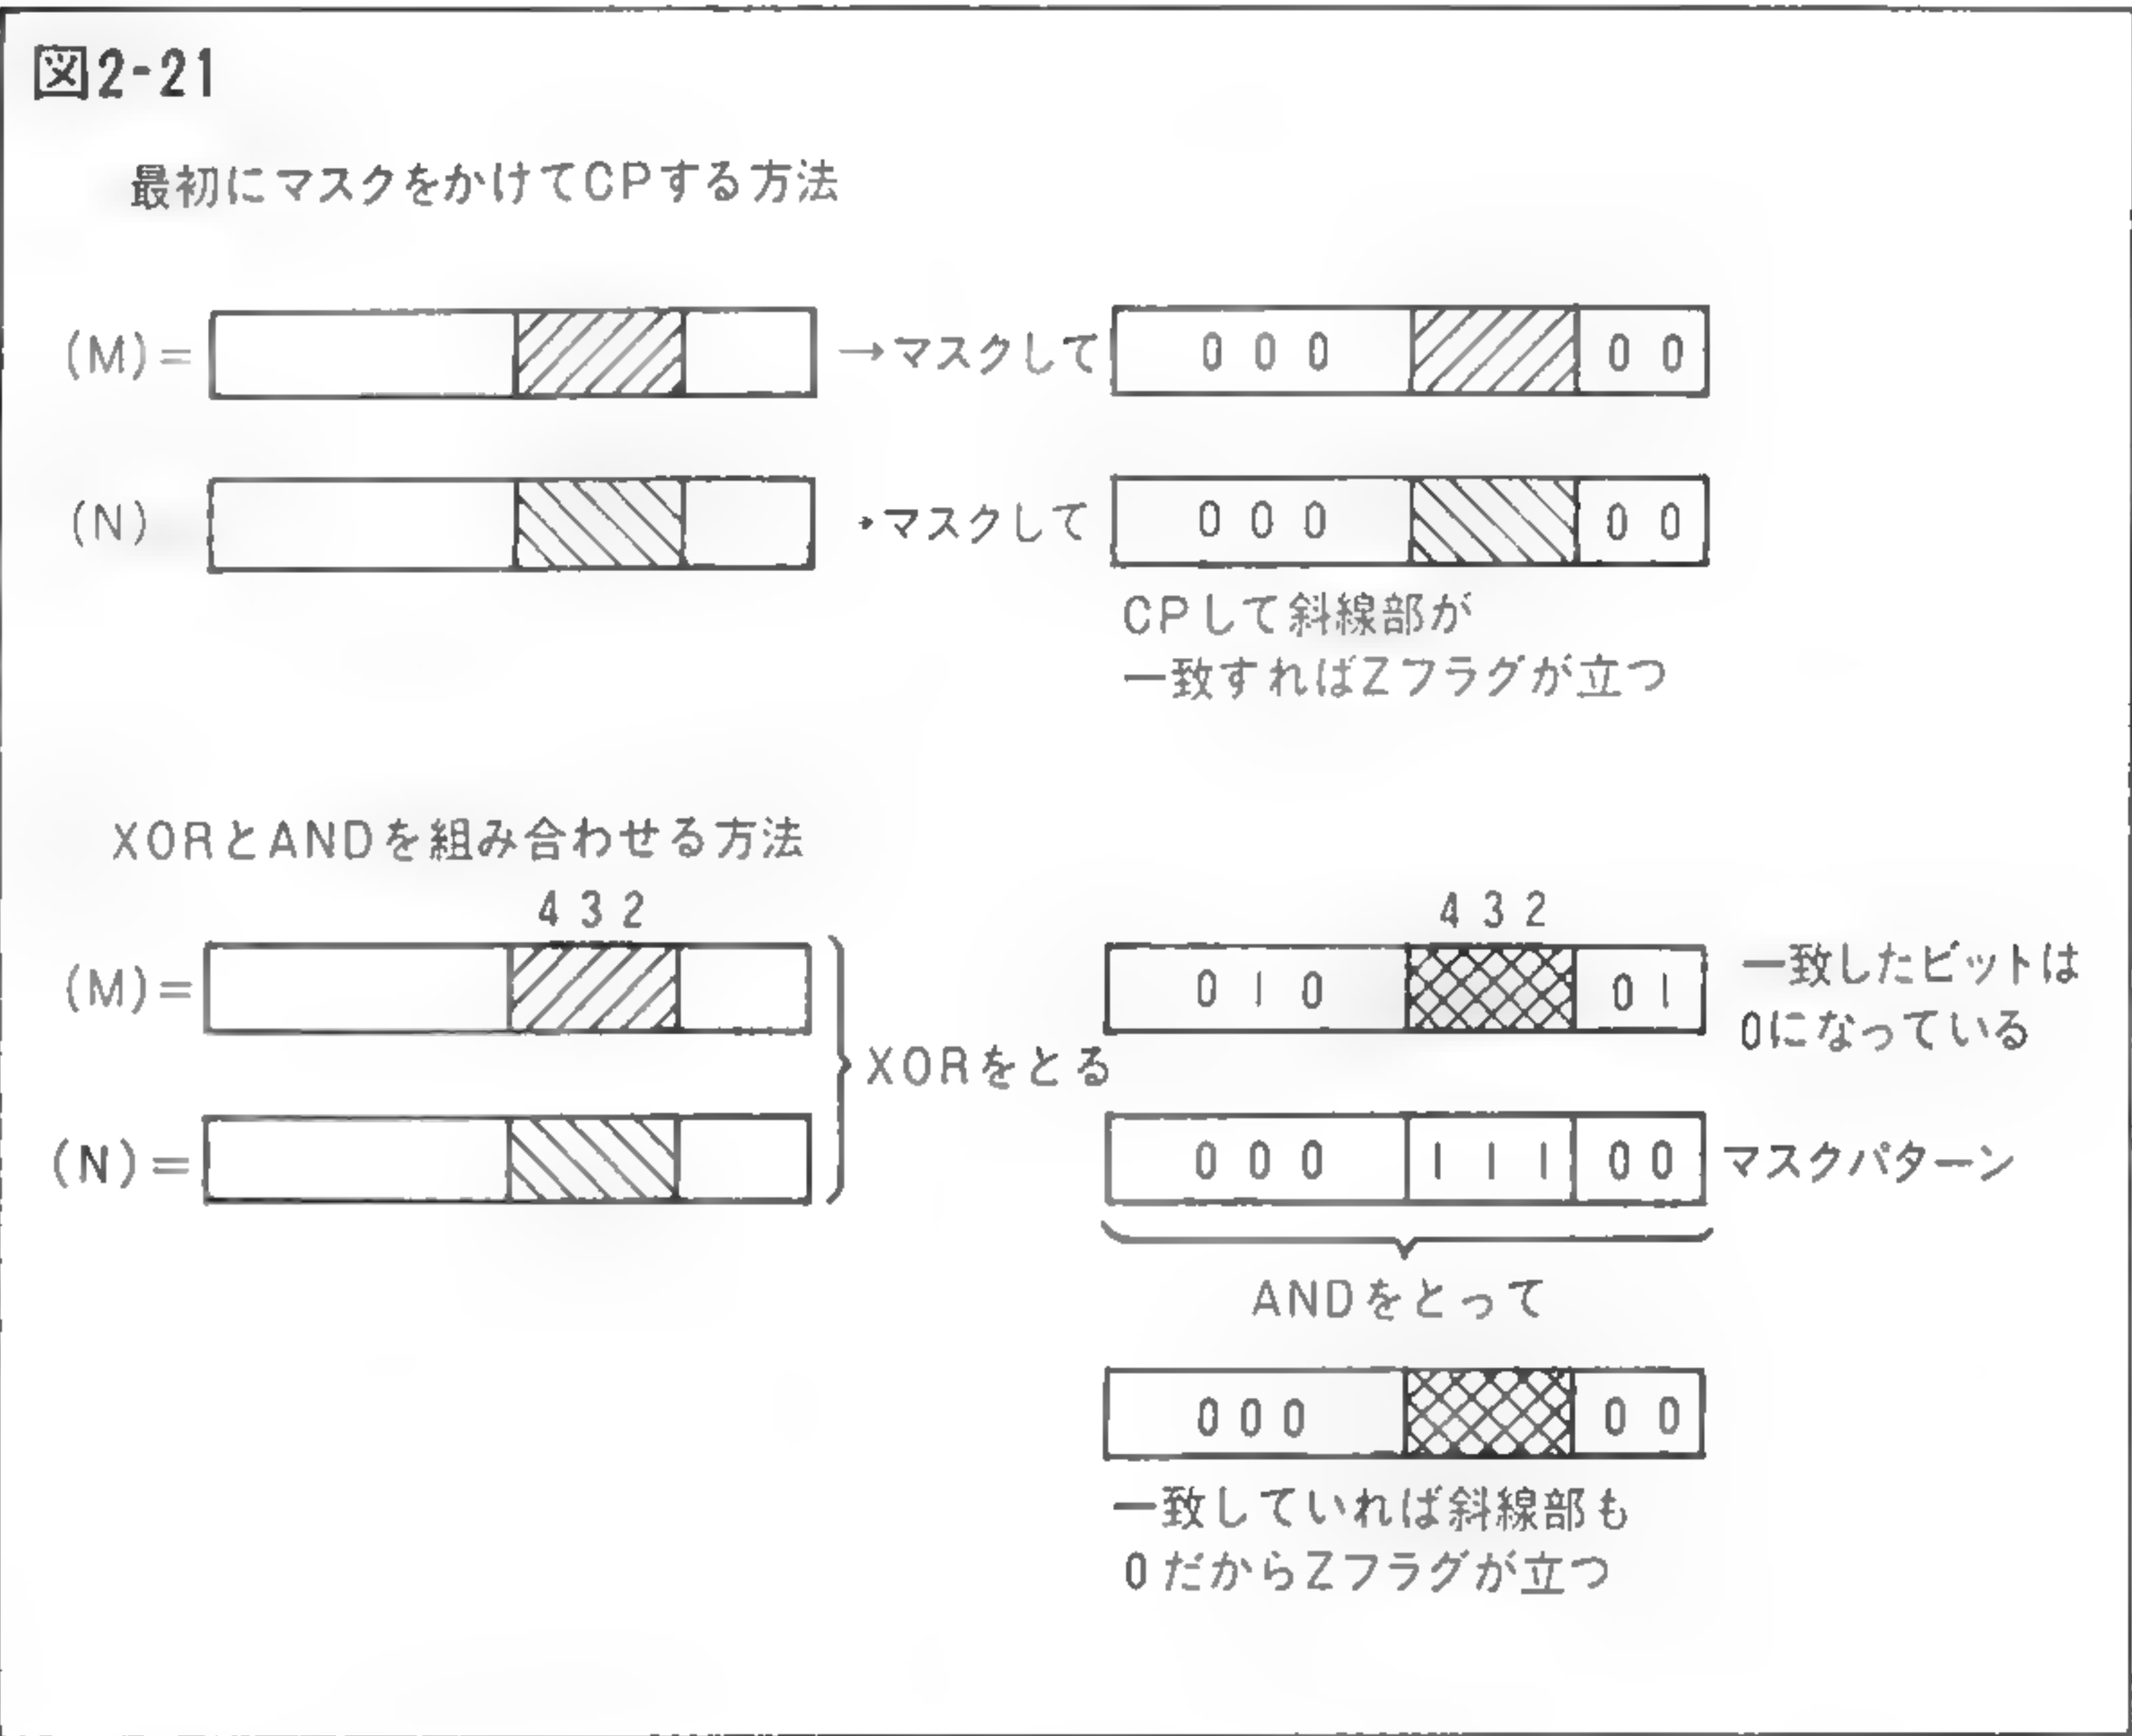 図2-21
最初にマスクをかけてCPする方法
(M)= →マスクして 0 0 0 0 0
(N) →マスクして 0 0 0 0 0
CPして斜線部が
一致すればZフラグが立つ
XORとANDを組み合わせる方法
4 3 2 4 3 2
(M)= 0 1 0 0 1 一致したビットは
0になっている
XORをとる
(N)= 0 0 0 1 1 1 0 0 マスクパターン
ANDをとって
0 0 0 0 0
一致していれば斜線部も
0だからZフラグが立つ